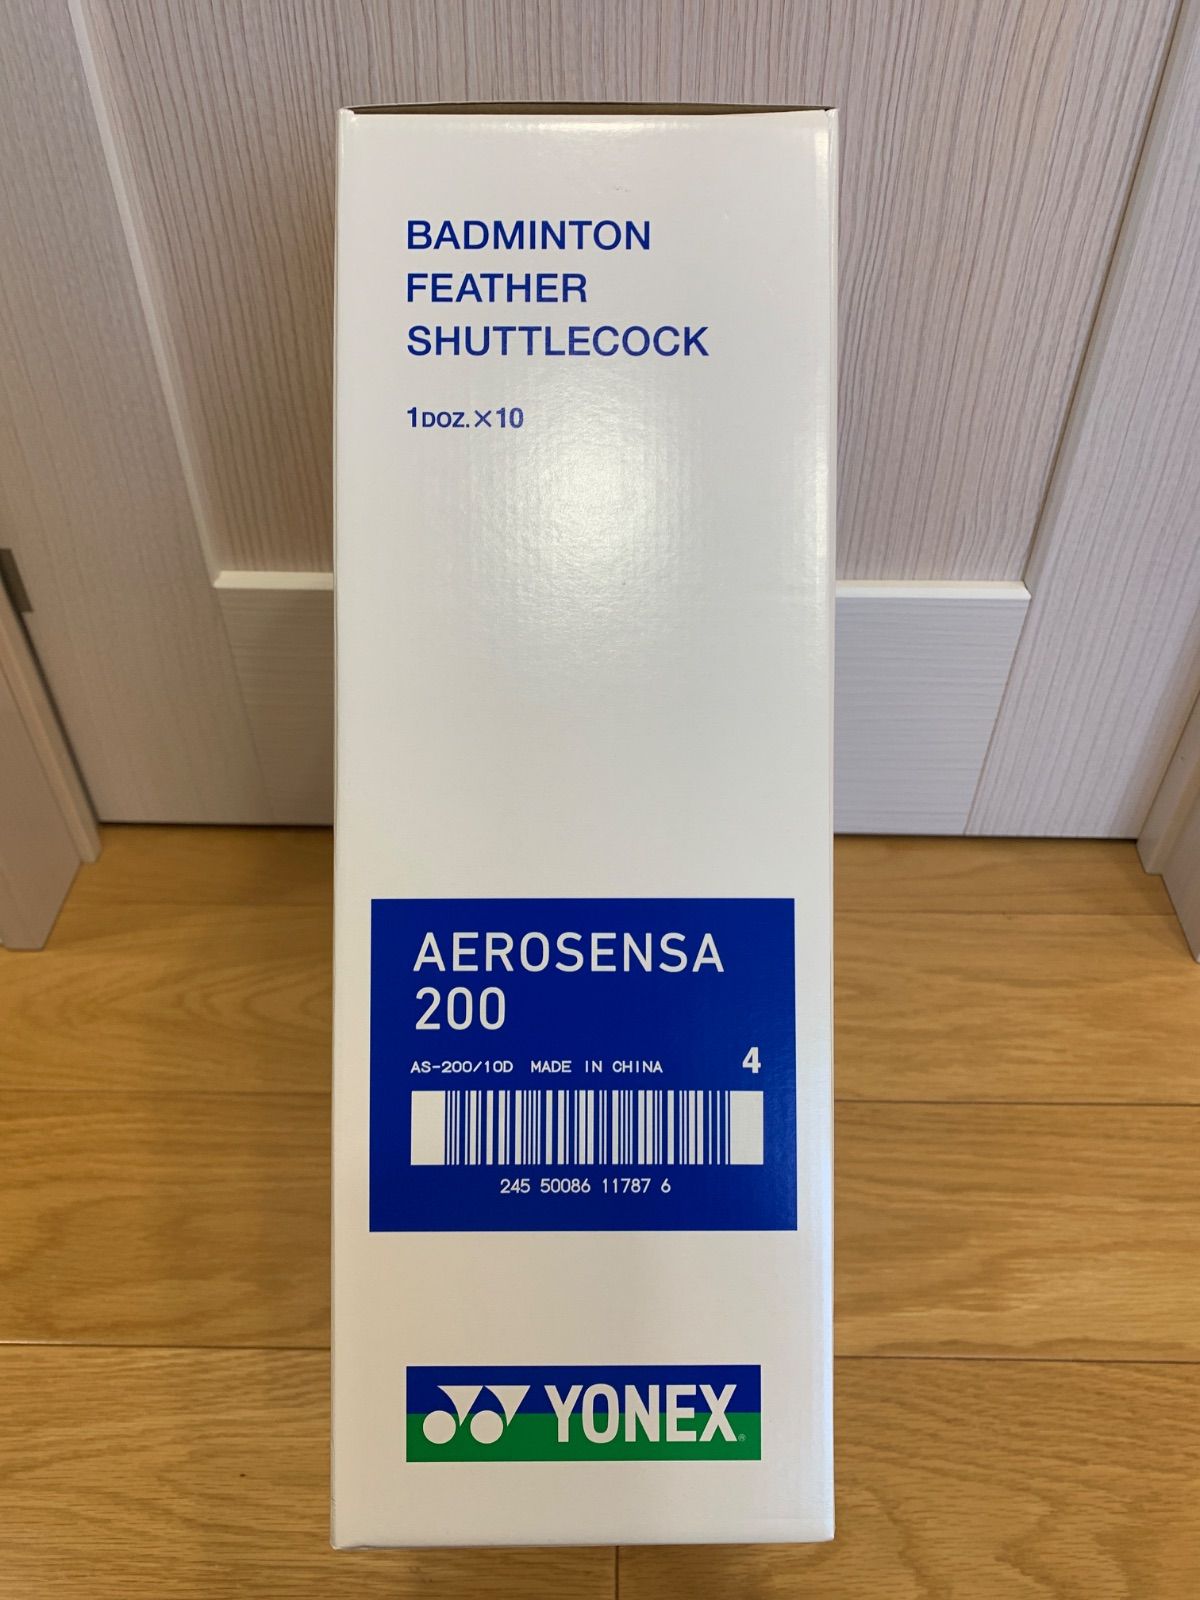 BADMINTON
FEATHER
SHUTTLECOCK
1DOZ.×10
AEROSENSA
200
AS-200/10D MADE IN CHINA 4
245 50086 11787 6
YONEX®